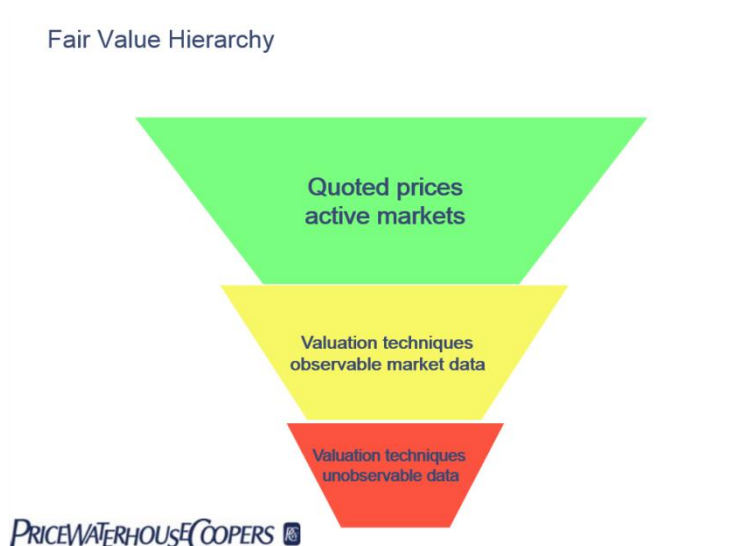 Fair Value Hierarchy
Quoted prices
active markets
Valuation techniques
observable market data
Valuation techniques
unobservable data
PRICEWATERHOUSECOOPERS